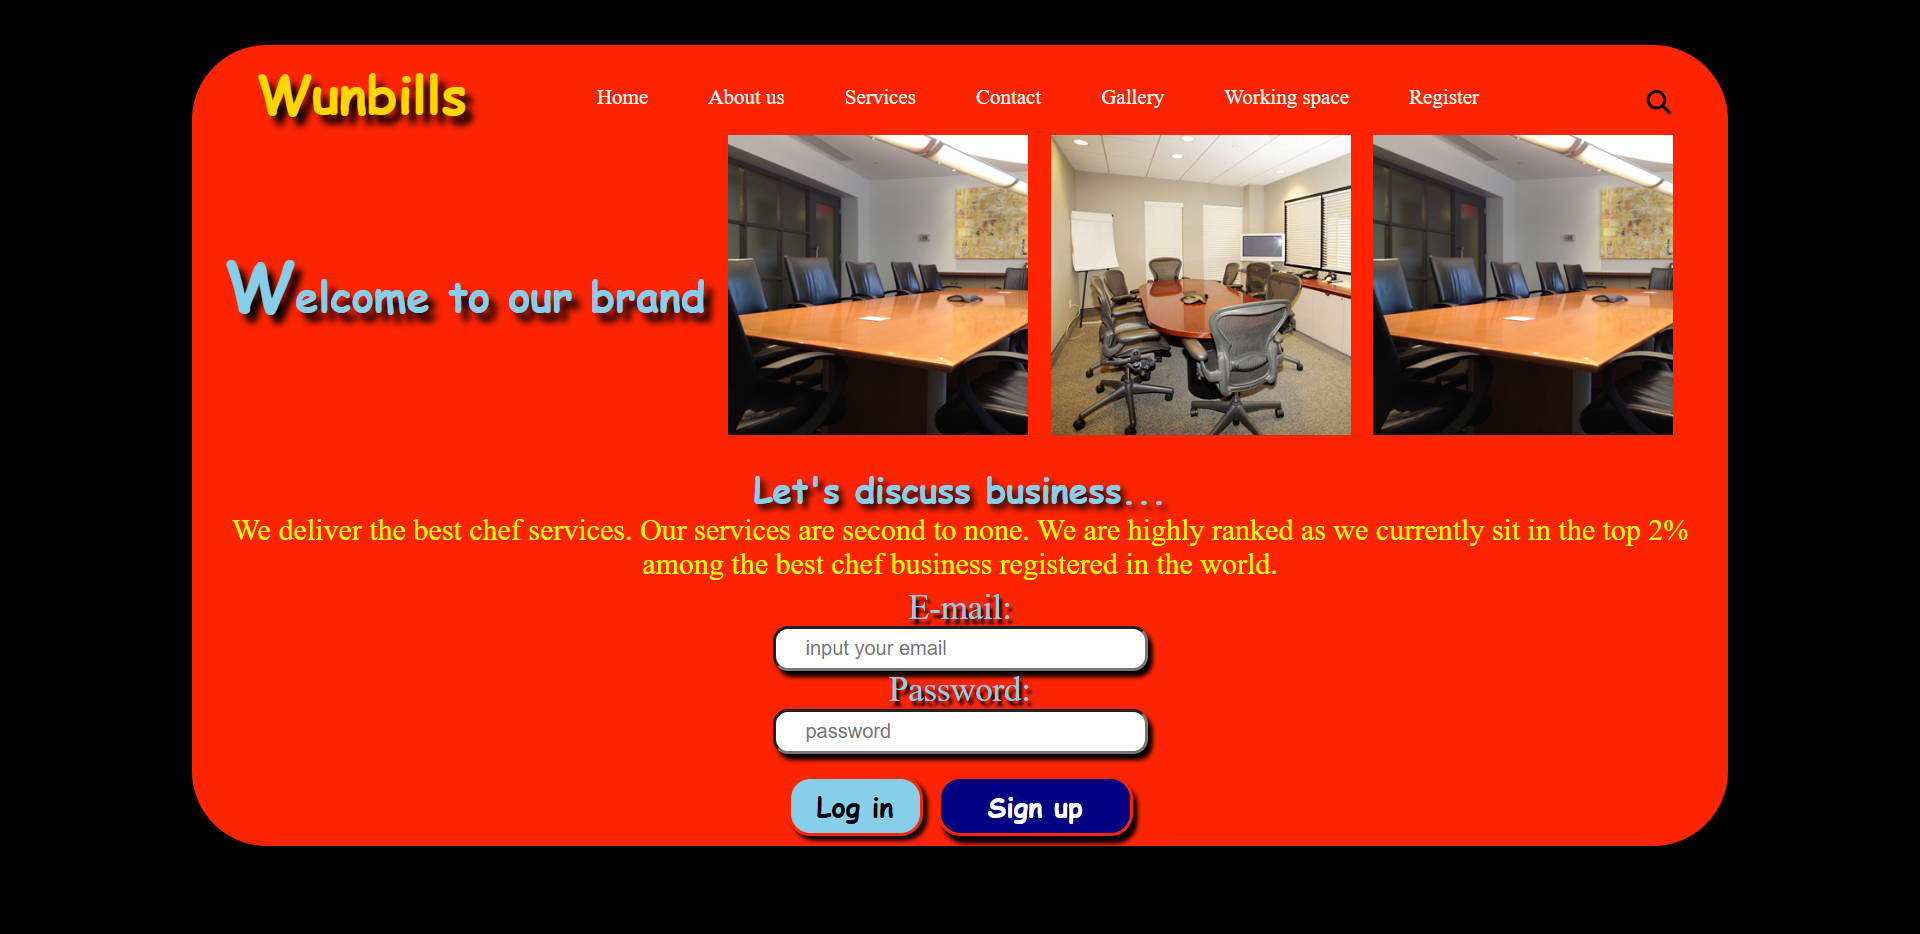 Wunbills
Home About us Services Contact Gallery Working space Register
Welcome to our brand
Let's discuss business...
We deliver the best chef services. Our services are second to none. We are highly ranked as we currently sit in the top 2%
among the best chef business registered in the world.
E-mail:
input your email
Password:
password
Log in Sign up